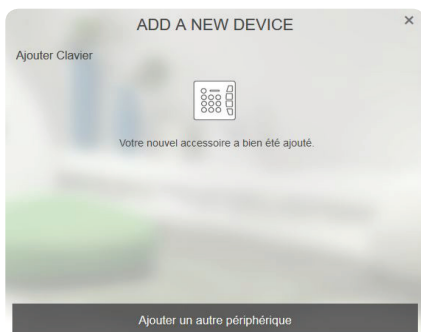 ADD A NEW DEVICE
×
Ajouter Clavier
Votre nouvel accessoire a bien été ajouté.
Ajouter un autre périphérique